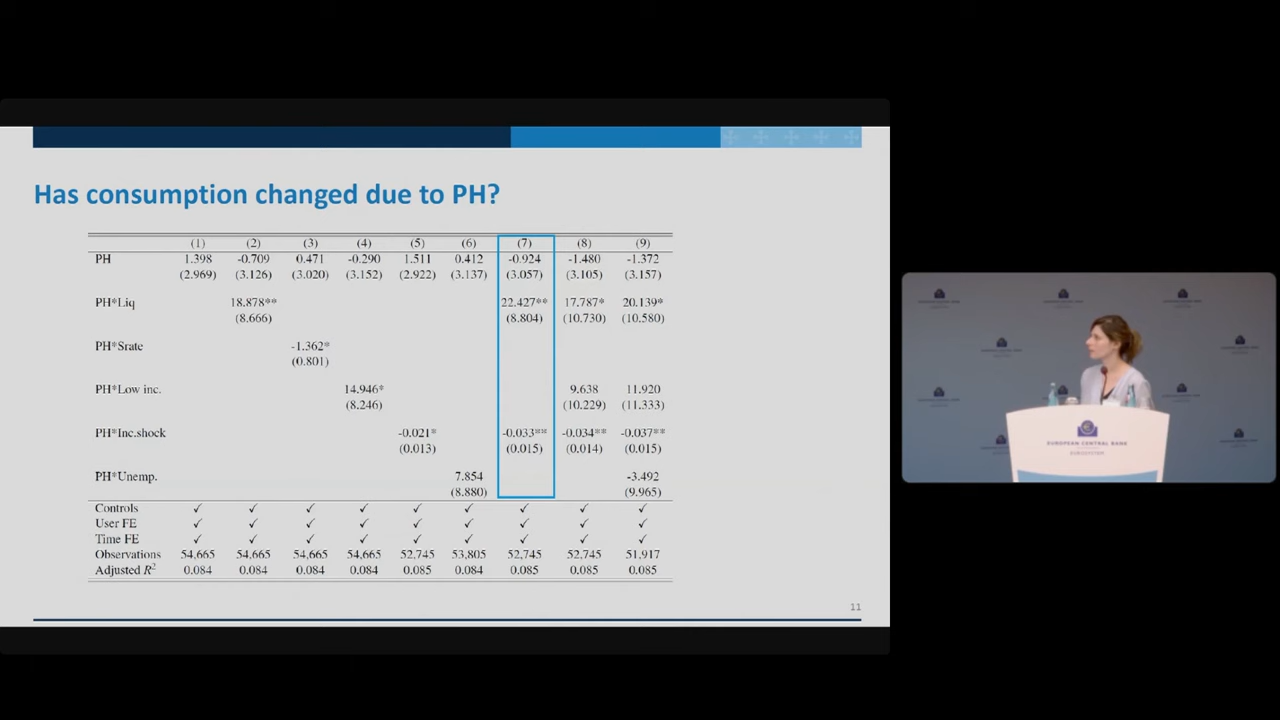 Has consumption changed due to PH?
(1) (2) (3) (4) (5) (6) (7) (8) (9)
PH 1.398 -0.709 0.471 -0.290 1.511 0.412 -0.924 -1.480 -1.372
(2.969) (3.126) (3.020) (3.152) (2.922) (3.137) (3.057) (3.105) (3.157)
PH*Liq 18.878** 22.427** 17.787* 20.139*
(8.666) (8.804) (10.730) (10.580)
PH*Srate -1.362*
(0.801)
PH*Low inc. 14.946* 9.638 11.920
(8.246) (10.229) (11.333)
PH*Inc.shock -0.021* -0.033** -0.034** -0.037**
(0.013) (0.015) (0.014) (0.015)
PH*Unemp. 7.854 -3.492
(8.880) (9.965)
Controls ✓ ✓ ✓ ✓ ✓ ✓ ✓ ✓ ✓
User FE ✓ ✓ ✓ ✓ ✓ ✓ ✓ ✓ ✓
Time FE ✓ ✓ ✓ ✓ ✓ ✓ ✓ ✓ ✓
Observations 54,665 54,665 54,665 54,665 52,745 53,805 52,745 52,745 51,917
Adjusted R² 0.084 0.084 0.084 0.084 0.085 0.084 0.085 0.085 0.085
11
EUROPEAN CENTRAL BANK
EUROSYSTEM